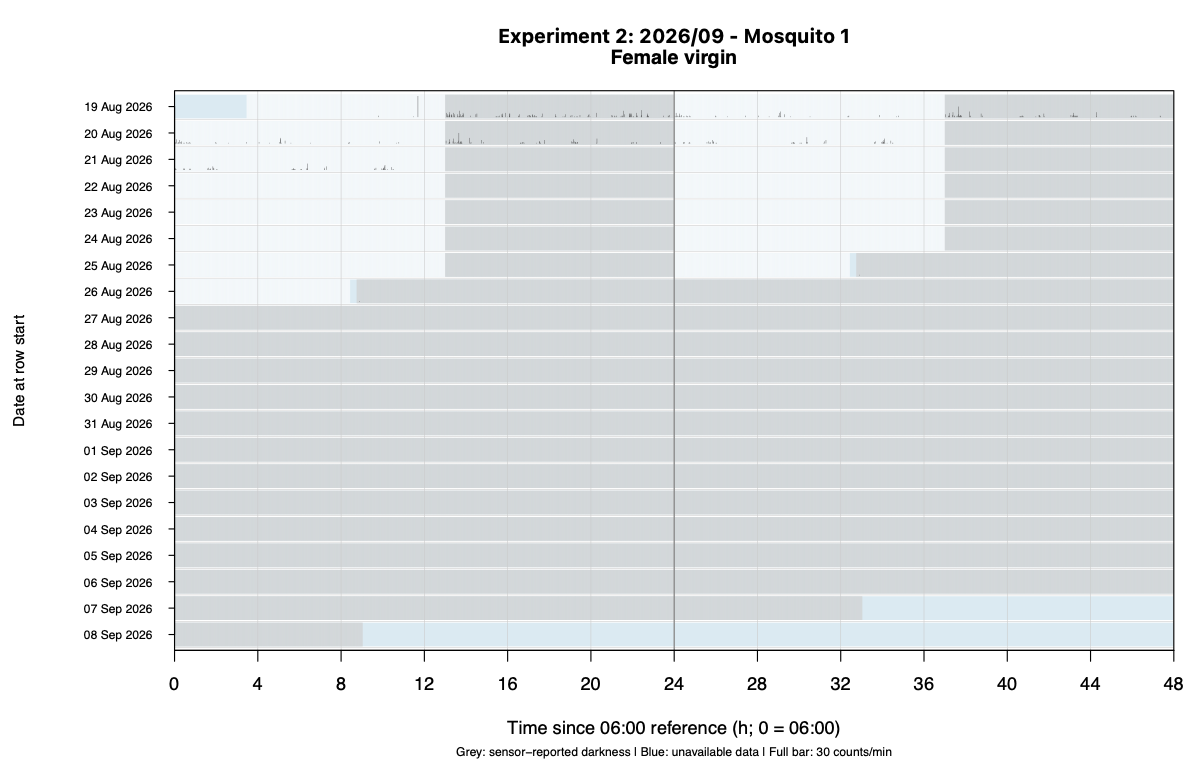 Experiment 2: 2026/09 - Mosquito 1
Female virgin
Date at row start
19 Aug 2026
20 Aug 2026
21 Aug 2026
22 Aug 2026
23 Aug 2026
24 Aug 2026
25 Aug 2026
26 Aug 2026
27 Aug 2026
28 Aug 2026
29 Aug 2026
30 Aug 2026
31 Aug 2026
01 Sep 2026
02 Sep 2026
03 Sep 2026
04 Sep 2026
05 Sep 2026
06 Sep 2026
07 Sep 2026
08 Sep 2026
0 4 8 12 16 20 24 28 32 36 40 44 48
Time since 06:00 reference (h; 0 = 06:00)
Grey: sensor−reported darkness | Blue: unavailable data | Full bar: 30 counts/min